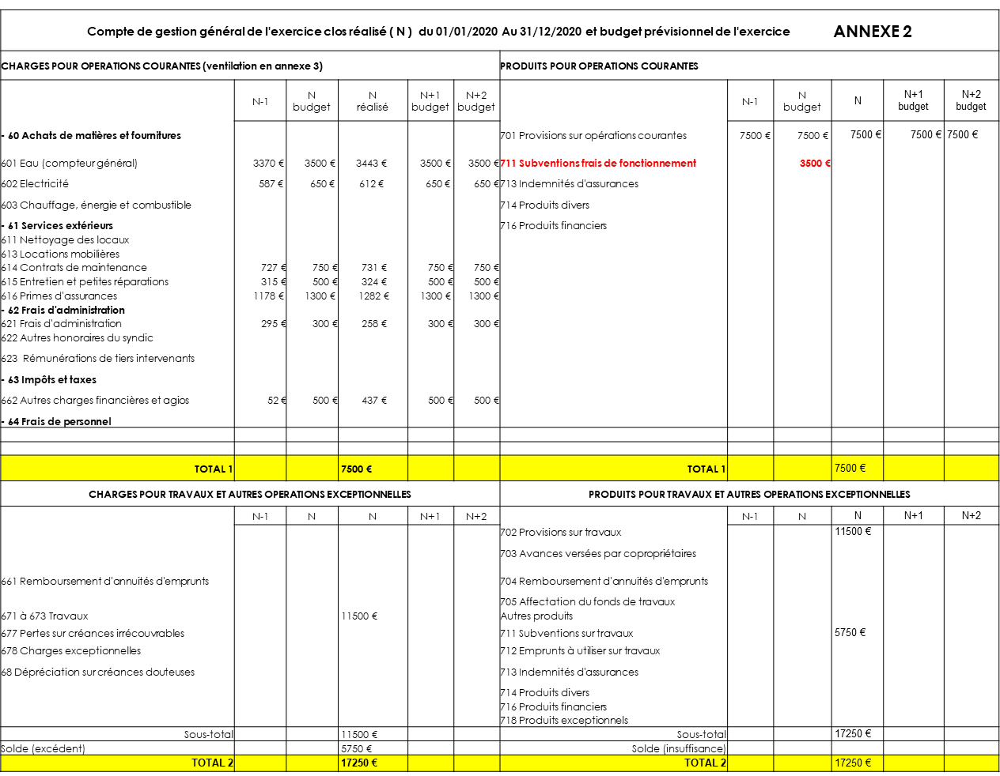 Compte de gestion général de l'exercice clos réalisé ( N ) du 01/01/2020 Au 31/12/2020 et budget prévisionnel de l'exercice ANNEXE 2
CHARGES POUR OPERATIONS COURANTES (ventilation en annexe 3) PRODUITS POUR OPERATIONS COURANTES
N-1 N budget N réalisé N+1 budget N+2 budget N-1 N budget N N+1 budget N+2 budget
- 60 Achats de matières et fournitures 701 Provisions sur opérations courantes 7500 € 7500 € 7500 € 7500 € 7500 €
601 Eau (compteur général) 3370 € 3500 € 3443 € 3500 € 3500 € 711 Subventions frais de fonctionnement 3500 €
602 Electricité 587 € 650 € 612 € 650 € 650 € 713 Indemnités d'assurances
603 Chauffage, énergie et combustible 714 Produits divers
- 61 Services extérieurs 716 Produits financiers
611 Nettoyage des locaux
613 Locations mobilières
614 Contrats de maintenance 727 € 750 € 731 € 750 € 750 €
615 Entretien et petites réparations 315 € 500 € 324 € 500 € 500 €
616 Primes d'assurances 1178 € 1300 € 1282 € 1300 € 1300 €
- 62 Frais d'administration
621 Frais d'administration 295 € 300 € 258 € 300 € 300 €
622 Autres honoraires du syndic
623 Rémunérations de tiers intervenants
- 63 Impôts et taxes
662 Autres charges financières et agios 52 € 500 € 437 € 500 € 500 €
- 64 Frais de personnel
TOTAL 1 7500 € TOTAL 1 7500 €
CHARGES POUR TRAVAUX ET AUTRES OPERATIONS EXCEPTIONNELLES PRODUITS POUR TRAVAUX ET AUTRES OPERATIONS EXCEPTIONNELLES
N-1 N N N+1 N+2 N-1 N N N+1 N+2
702 Provisions sur travaux 11500 €
703 Avances versées par copropriétaires
661 Remboursement d'annuités d'emprunts 704 Remboursement d'annuités d'emprunts
705 Affectation du fonds de travaux
671 à 673 Travaux 11500 € Autres produits
677 Pertes sur créances irrécouvrables 711 Subventions sur travaux 5750 €
678 Charges exceptionnelles 712 Emprunts à utiliser sur travaux
68 Dépréciation sur créances douteuses 713 Indemnités d'assurances
714 Produits divers
716 Produits financiers
718 Produits exceptionnels
Sous-total 11500 € Sous-total 17250 €
Solde (excédent) 5750 € Solde (insuffisance)
TOTAL 2 17250 € TOTAL 2 17250 €